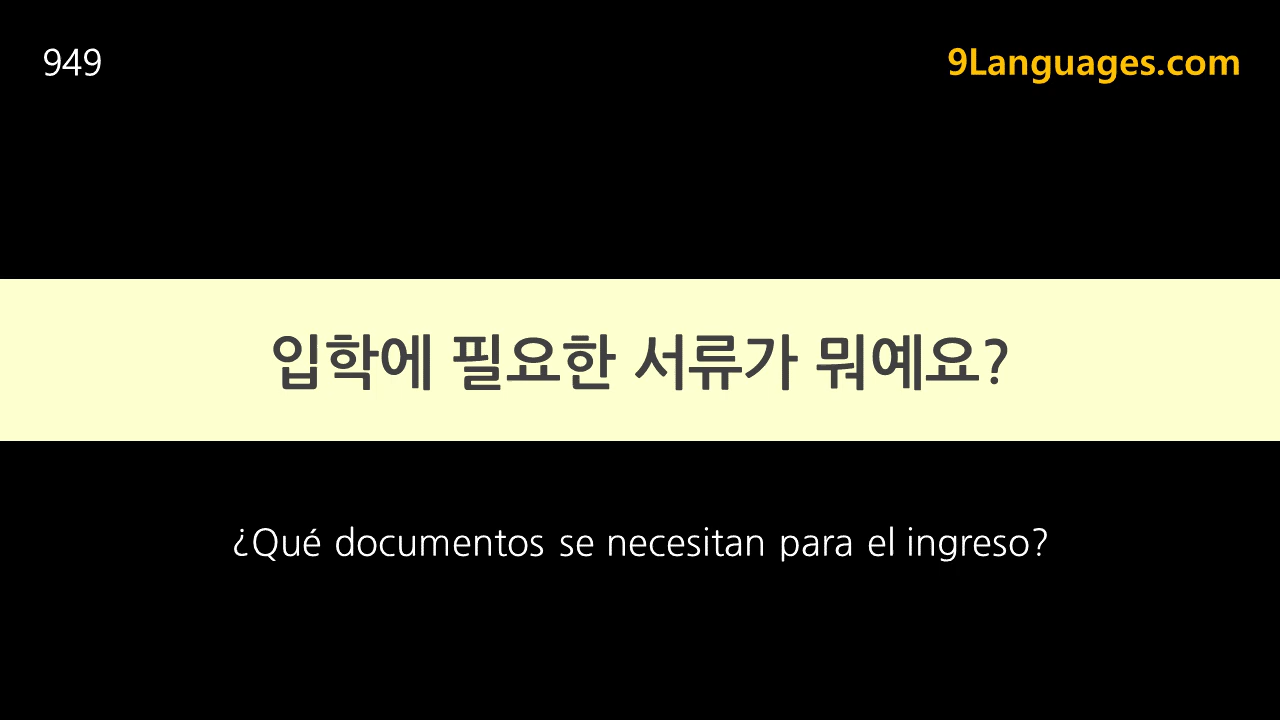 949
9Languages.com
입학에 필요한 서류가 뭐예요?
¿Qué documentos se necesitan para el ingreso?